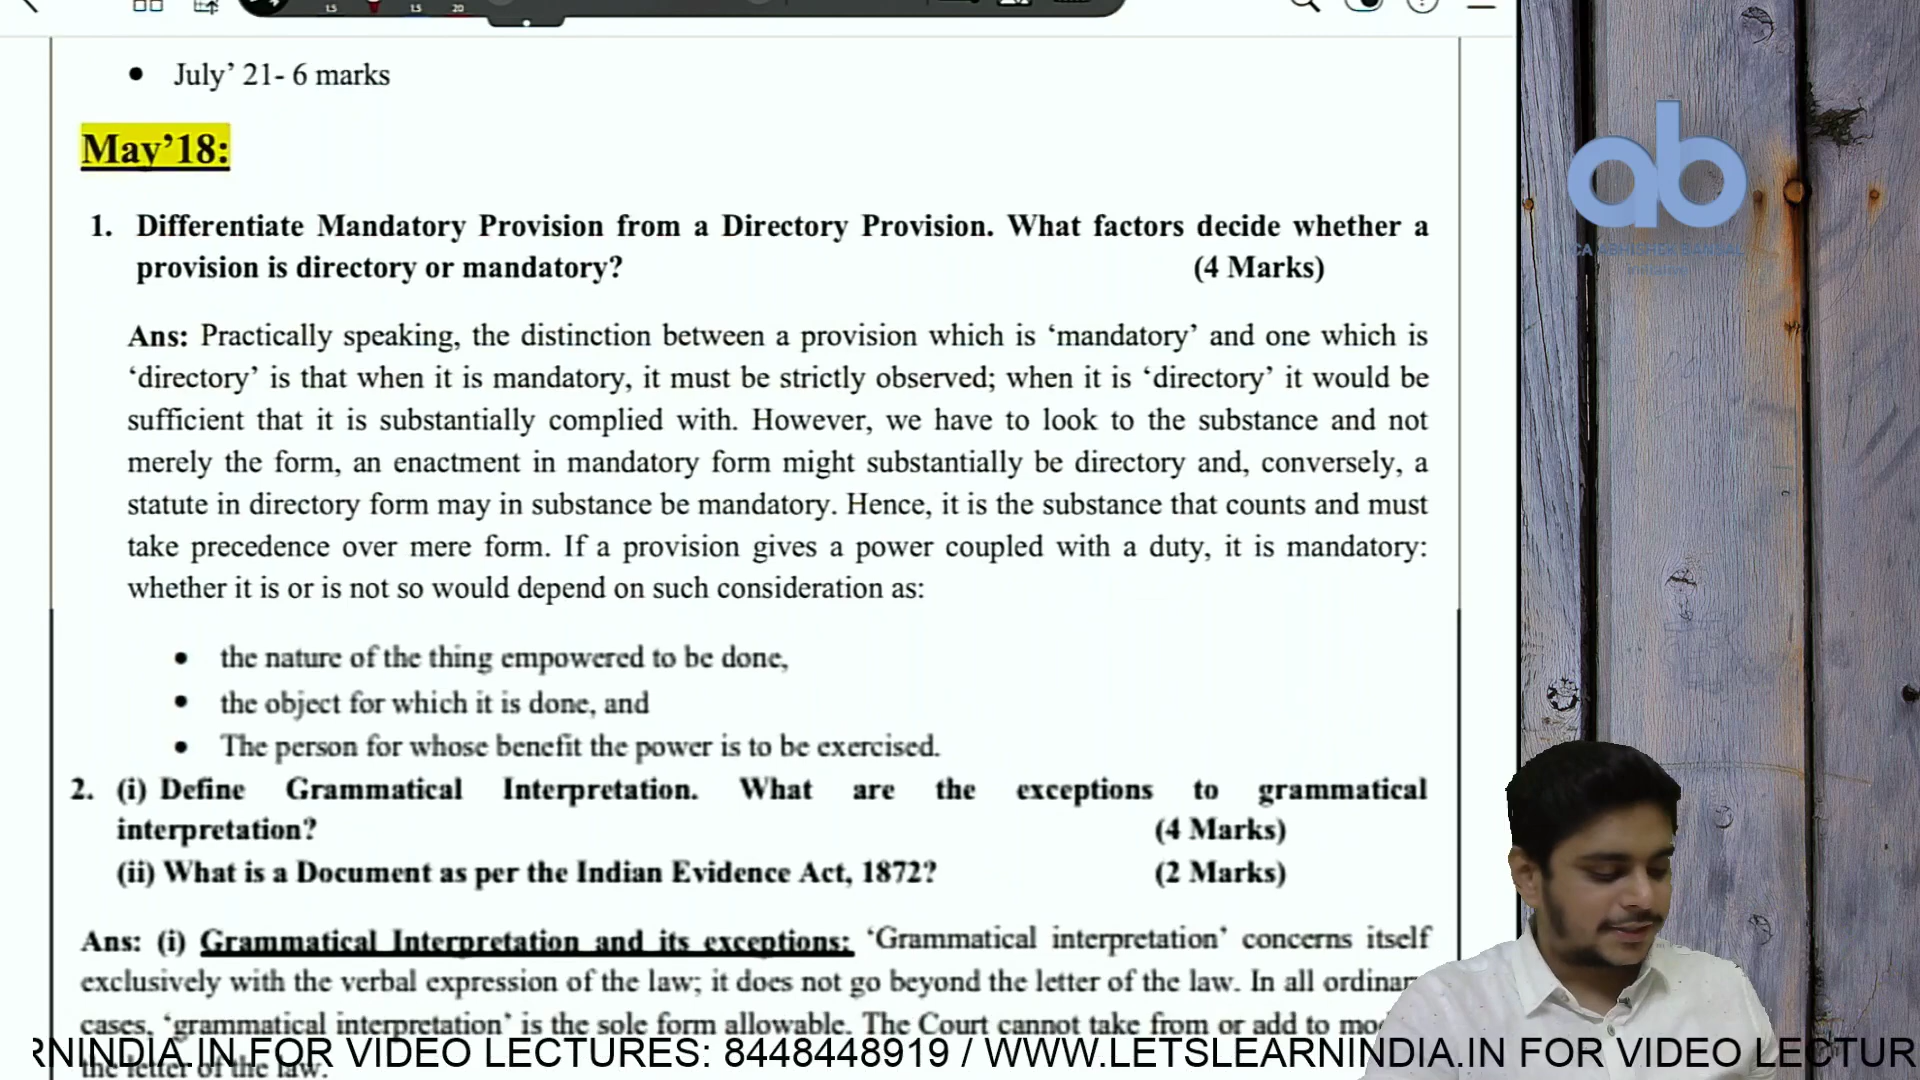 1.5
1.5
20
• July' 21- 6 marks
May'18:
1. Differentiate Mandatory Provision from a Directory Provision. What factors decide whether a
provision is directory or mandatory? (4 Marks)
Ans: Practically speaking, the distinction between a provision which is ‘mandatory’ and one which is
‘directory’ is that when it is mandatory, it must be strictly observed; when it is ‘directory’ it would be
sufficient that it is substantially complied with. However, we have to look to the substance and not
merely the form, an enactment in mandatory form might substantially be directory and, conversely, a
statute in directory form may in substance be mandatory. Hence, it is the substance that counts and must
take precedence over mere form. If a provision gives a power coupled with a duty, it is mandatory:
whether it is or is not so would depend on such consideration as:
• the nature of the thing empowered to be done,
• the object for which it is done, and
• The person for whose benefit the power is to be exercised.
2. (i) Define Grammatical Interpretation. What are the exceptions to grammatical
interpretation? (4 Marks)
(ii) What is a Document as per the Indian Evidence Act, 1872? (2 Marks)
Ans: (i) Grammatical Interpretation and its exceptions: ‘Grammatical interpretation’ concerns itself
exclusively with the verbal expression of the law; it does not go beyond the letter of the law. In all ordinar
cases, ‘grammatical interpretation’ is the sole form allowable. The Court cannot take from or add to mo
the letter of the law.
RNINDIA.IN FOR VIDEO LECTURES: 8448448919 / WWW.LETSLEARNINDIA.IN FOR VIDEO LECTUR
ab